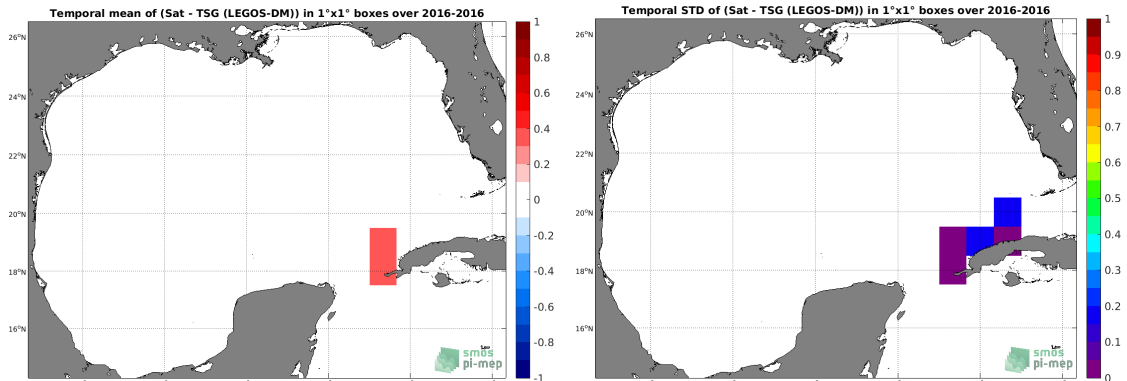 Temporal mean of (Sat - TSG (LEGOS-DM)) in 1°x1° boxes over 2016-2016
26°N
24°N
22°N
20°N
18°N
16°N
1
0.8
0.6
0.4
0.2
0
-0.2
-0.4
-0.6
-0.8
-1
smos
pi-mep
Temporal STD of (Sat - TSG (LEGOS-DM)) in 1°x1° boxes over 2016-2016
26°N
24°N
22°N
20°N
18°N
16°N
1
0.9
0.8
0.7
0.6
0.5
0.4
0.3
0.2
0.1
0
smos
pi-mep